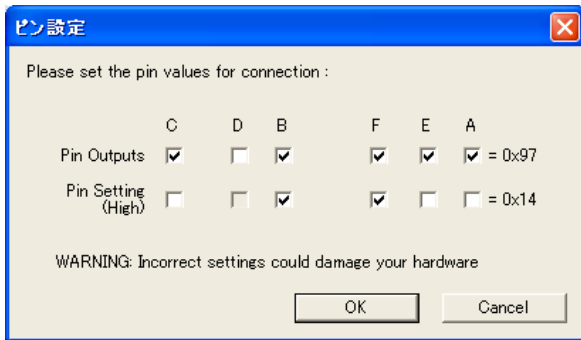 ピン設定
Please set the pin values for connection :
C D B F E A
Pin Outputs = 0x97
Pin Setting
(High) = 0x14
WARNING: Incorrect settings could damage your hardware
OK Cancel